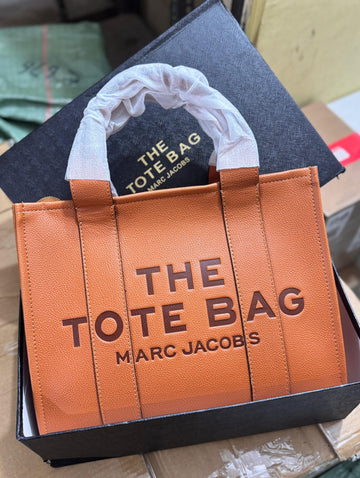 THE
TOTE BAG
MARC JACOBS
THE
TOTE BAG
MARC JACOBS